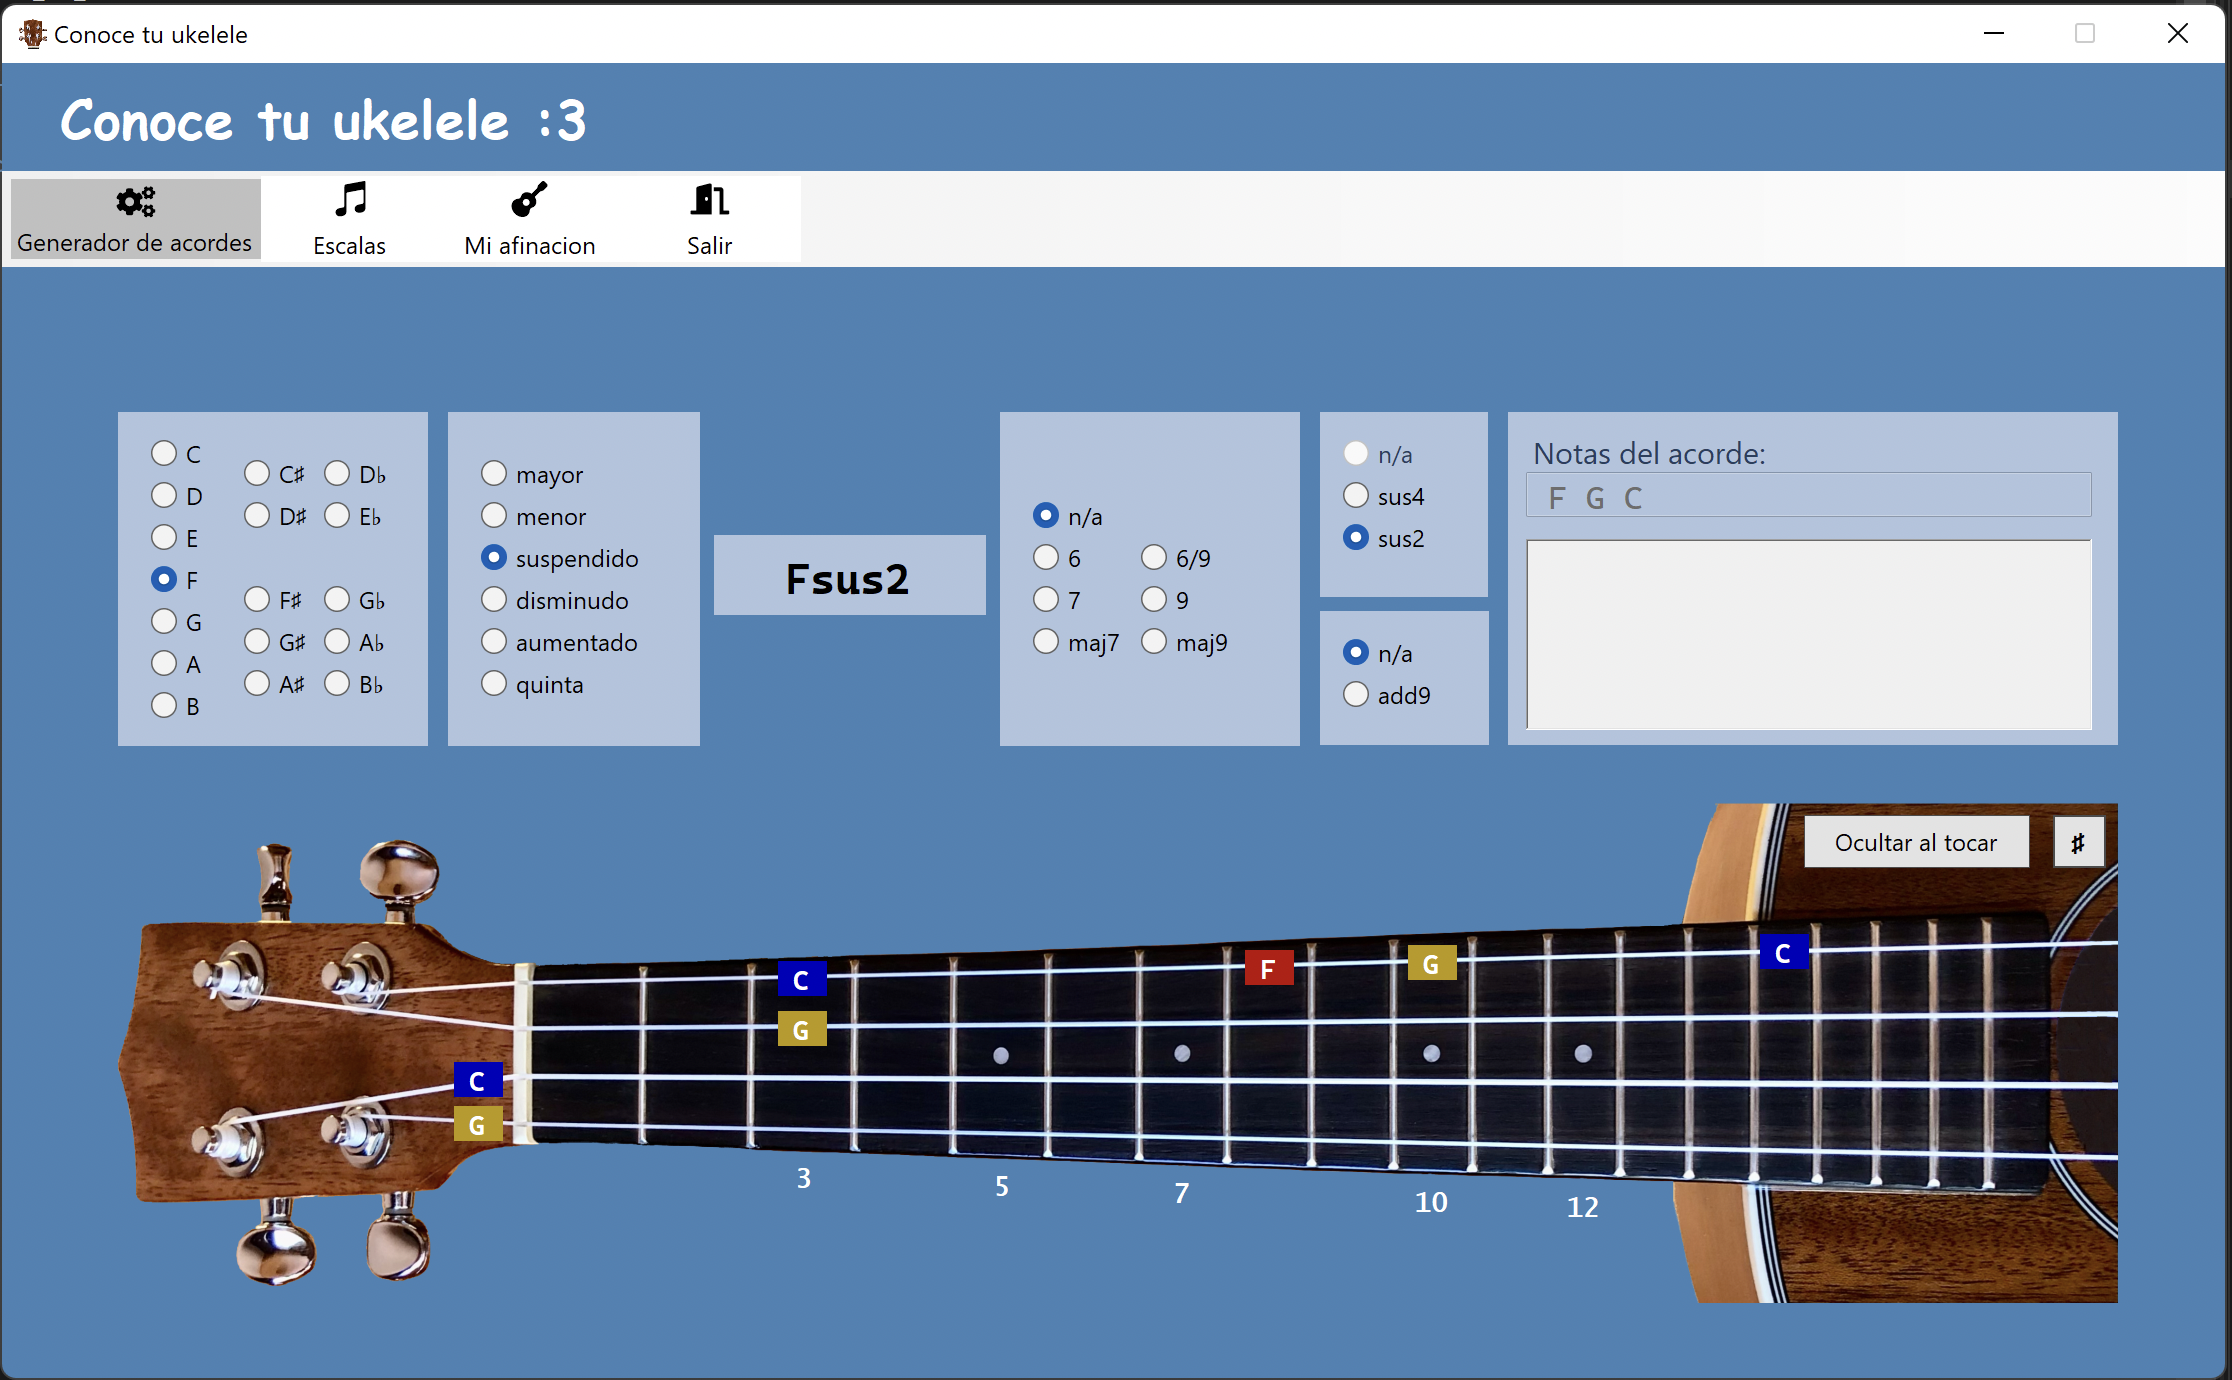 Conoce tu ukelele
Conoce tu ukelele :3
Generador de acordes
Escalas
Mi afinacion
Salir
C
D
E
F
G
A
B
C♯ D♭
D♯ E♭
F♯ G♭
G♯ A♭
A♯ B♭
mayor
menor
suspendido
disminudo
aumentado
quinta
Fsus2
n/a
6 6/9
7 9
maj7 maj9
n/a
sus4
sus2
n/a
add9
Notas del acorde:
F G C
Ocultar al tocar ♯
C F G C
G
C
G
3 5 7 10 12